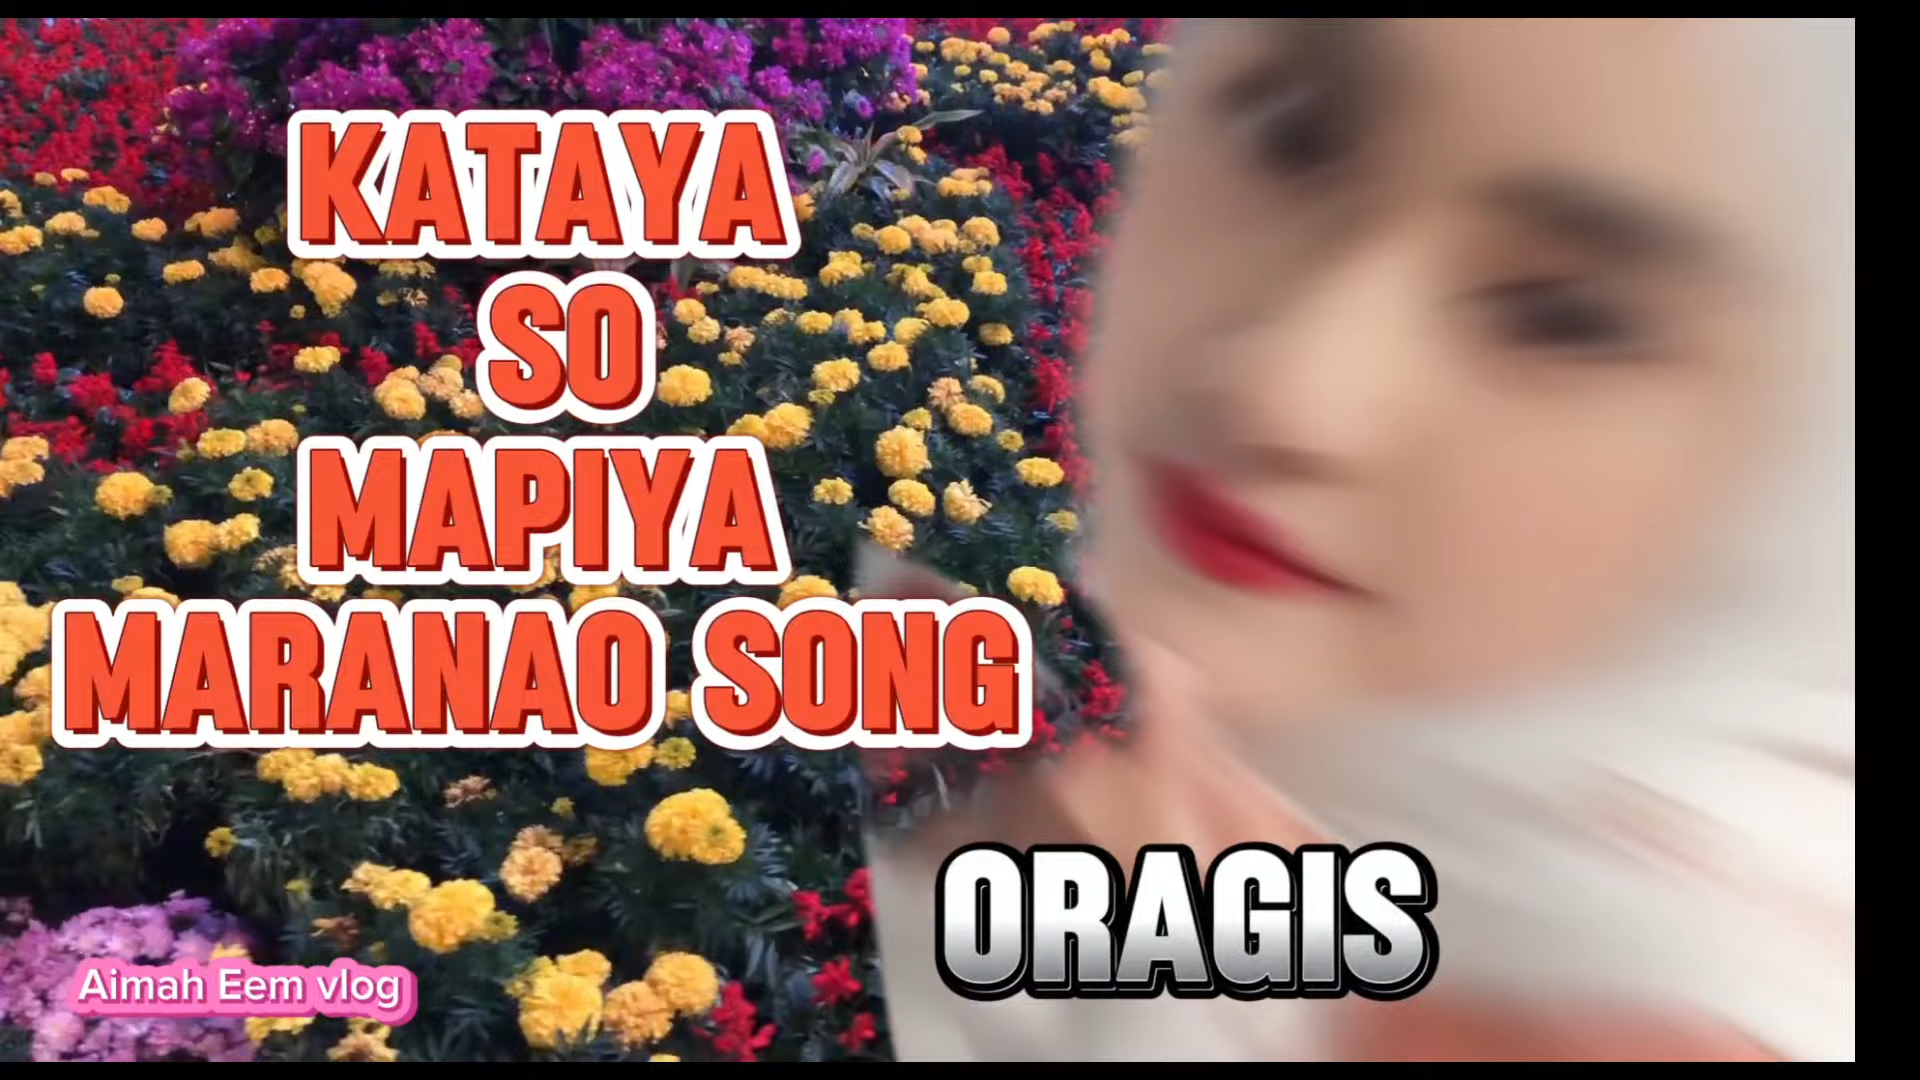 KATAYA
SO
MAPIYA
MARANAO SONG
ORAGIS
Aimah Eem vlog